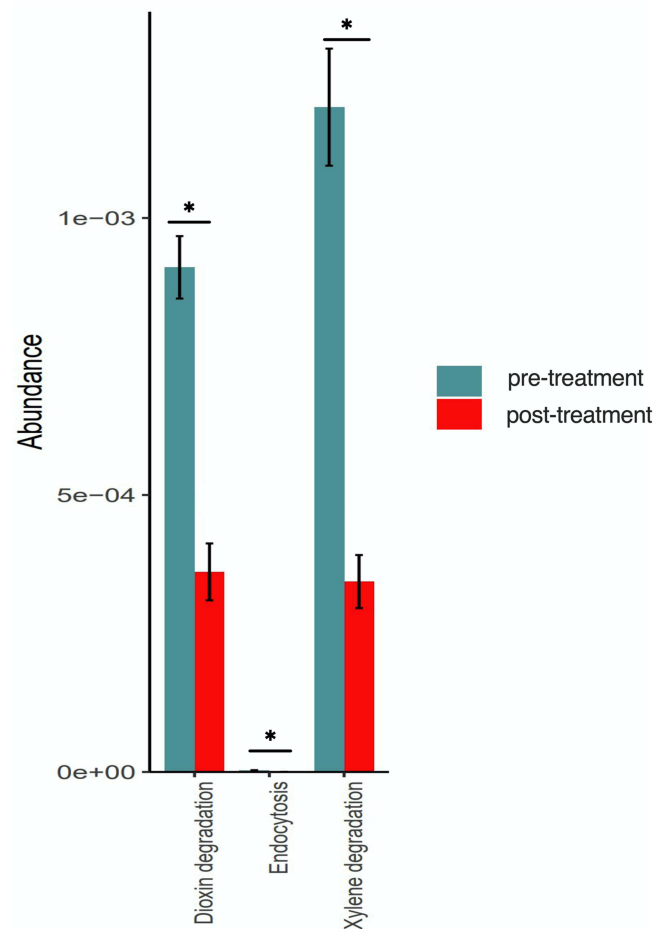 *
*
1e−03
Abundance
pre-treatment
post-treatment
5e−04
*
0e+00
Dioxin degradation
Endocytosis
Xylene degradation